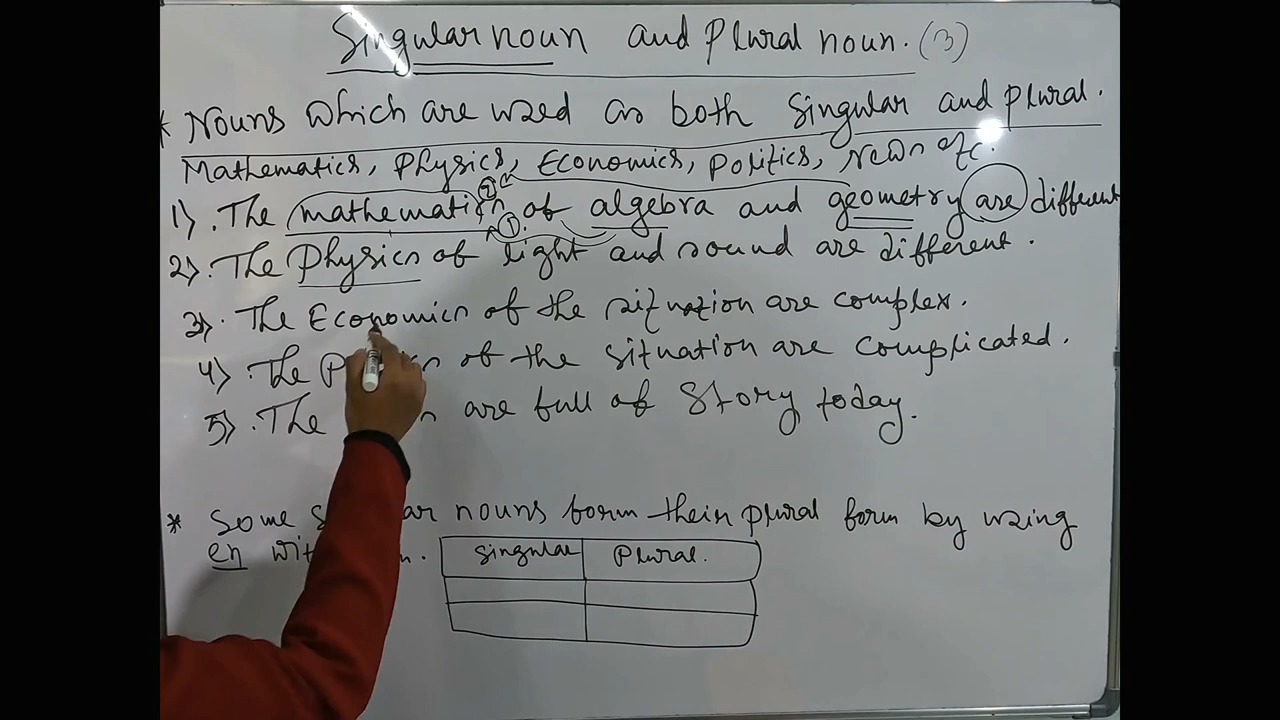 Singular noun and Plural noun. (3)
* Nouns which are used as both Singular and Plural.
Mathematics, Physics, Economics, Politics, News etc.
1). The mathematics of algebra and geometry are different
2). The Physics of light and sound are different.
3). The Economics of the situation are complex.
4). The P of the situation are complicated.
5). The are full of Story today.
* Some nouns form their plural form by using
en
Singular Plural.